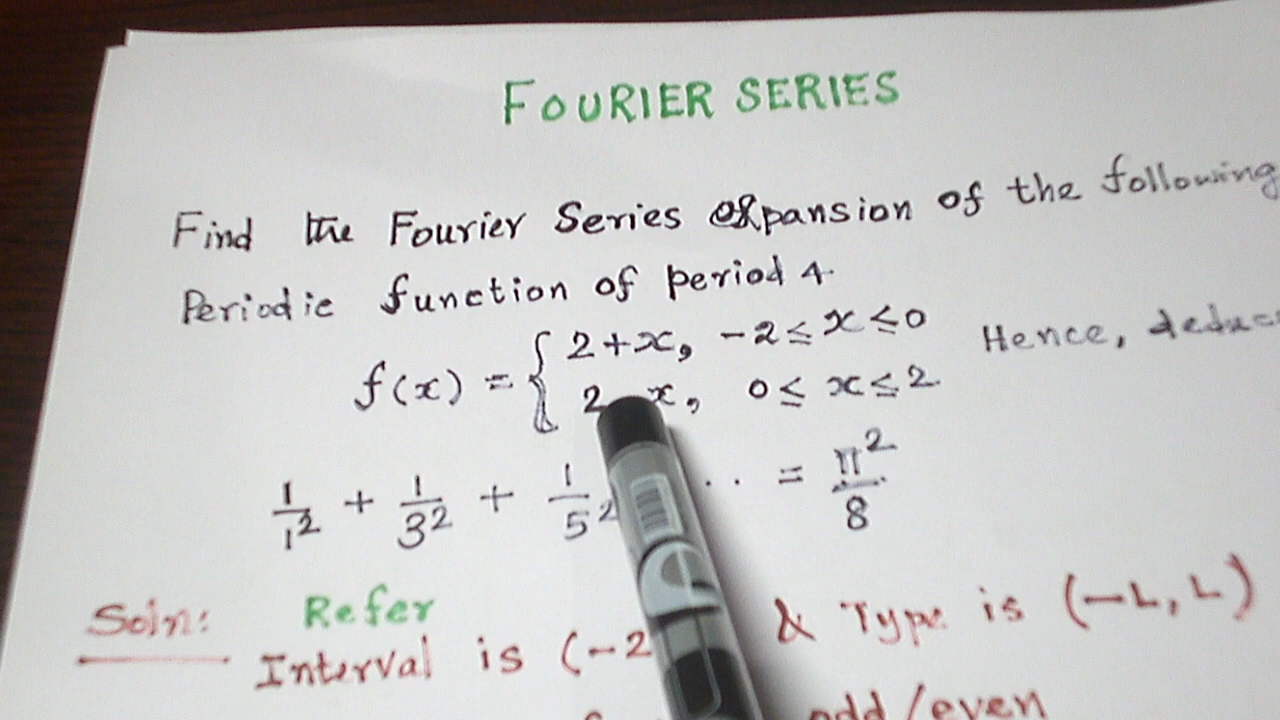 FOURIER SERIES
Find the Fourier Series expansion of the following
Periodic function of period 4.
f(x) = { 2+x, -2 ≤ x ≤ 0
2 x, 0 ≤ x ≤ 2. Hence,
1/1² + 1/3² + 1/5² .. = π²/8
Soln: Refer
Interval is (-2 & Type is (-L, L)
odd/even